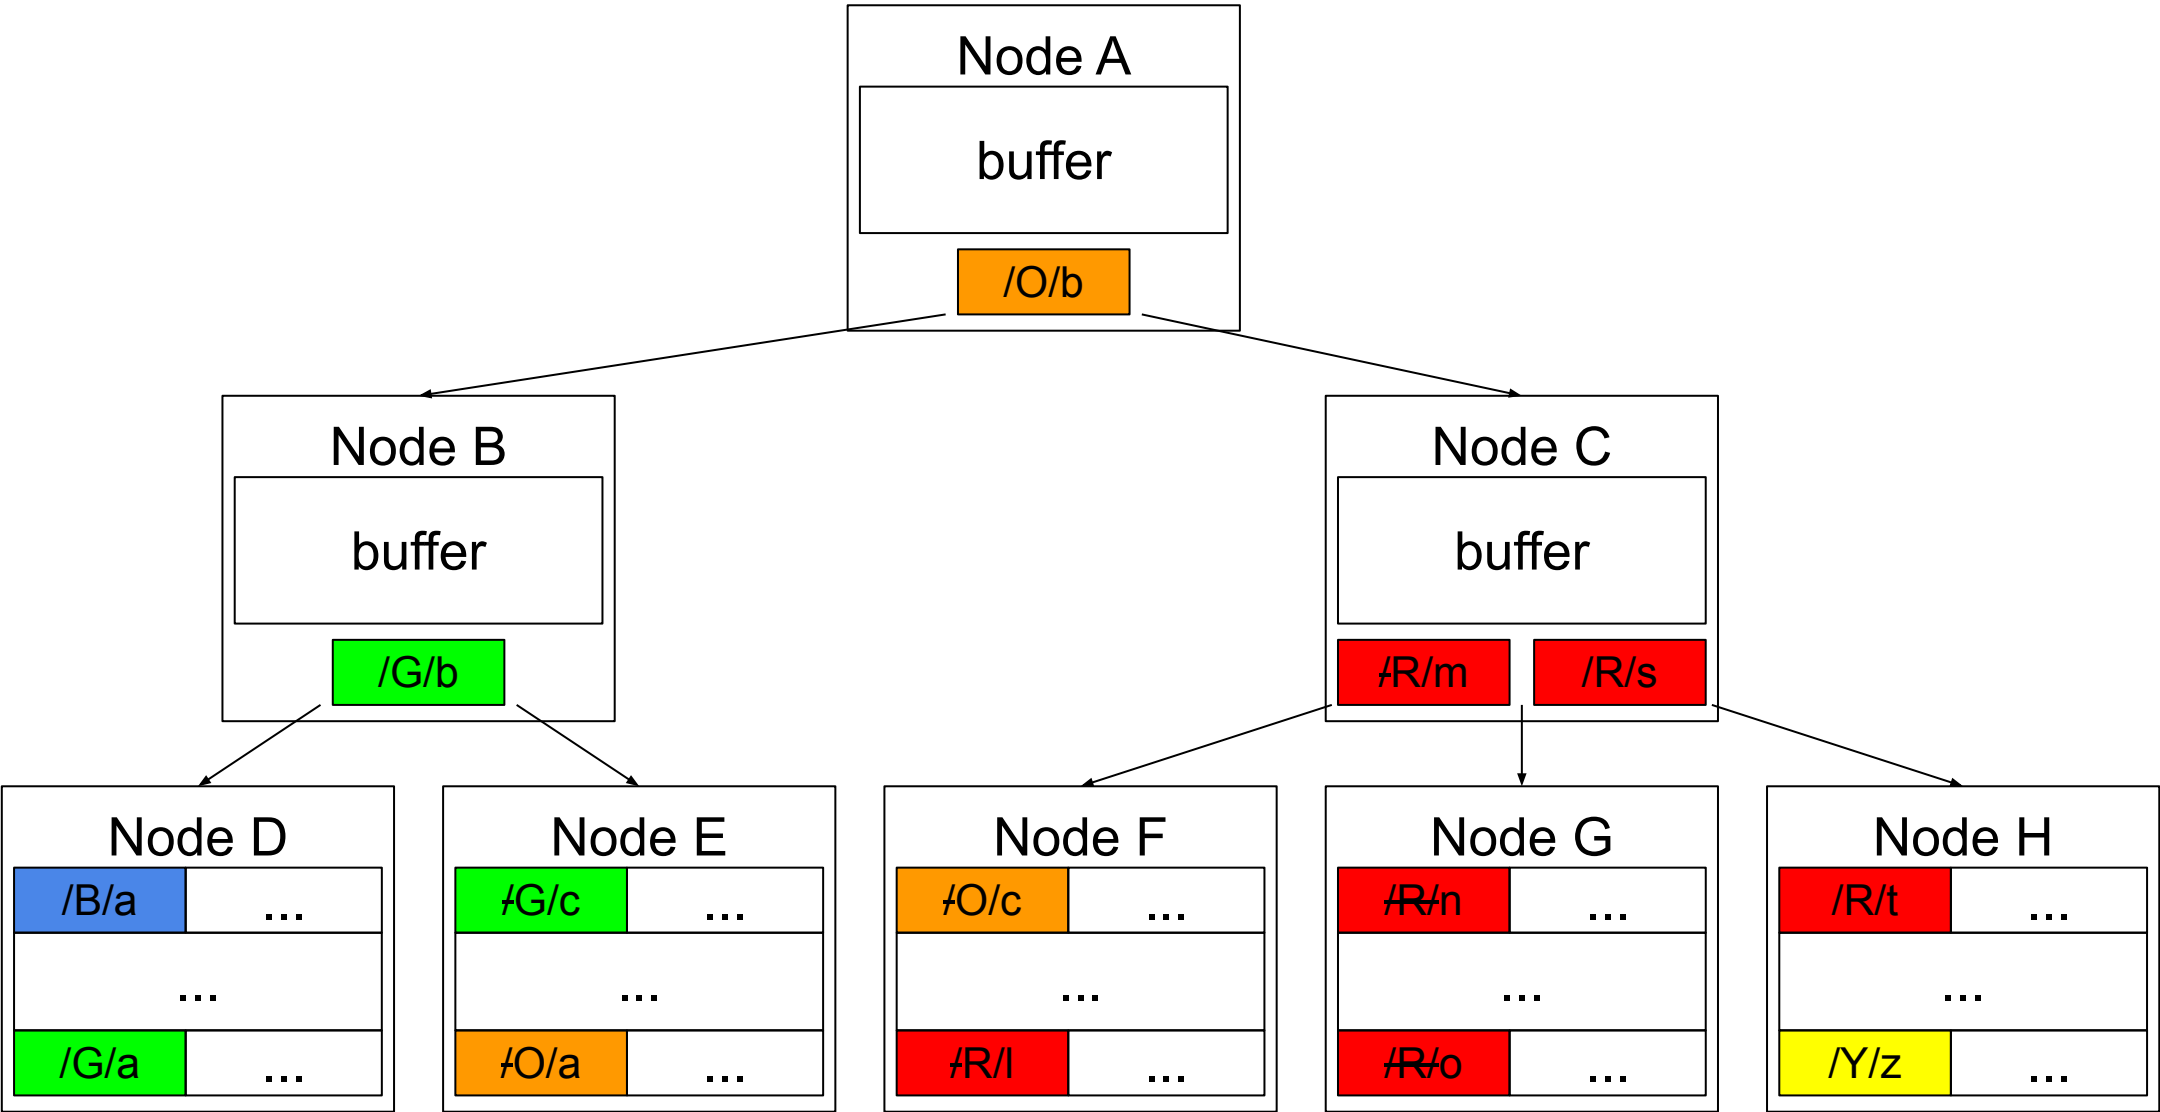 Node A
buffer
/O/b
Node B
buffer
/G/b
Node C
buffer
/R/m /R/s
Node D
/B/a ...
...
/G/a ...
Node E
/G/c ...
...
/O/a ...
Node F
/O/c ...
...
/R/l ...
Node G
/R/n ...
...
/R/o ...
Node H
/R/t ...
...
/Y/z ...